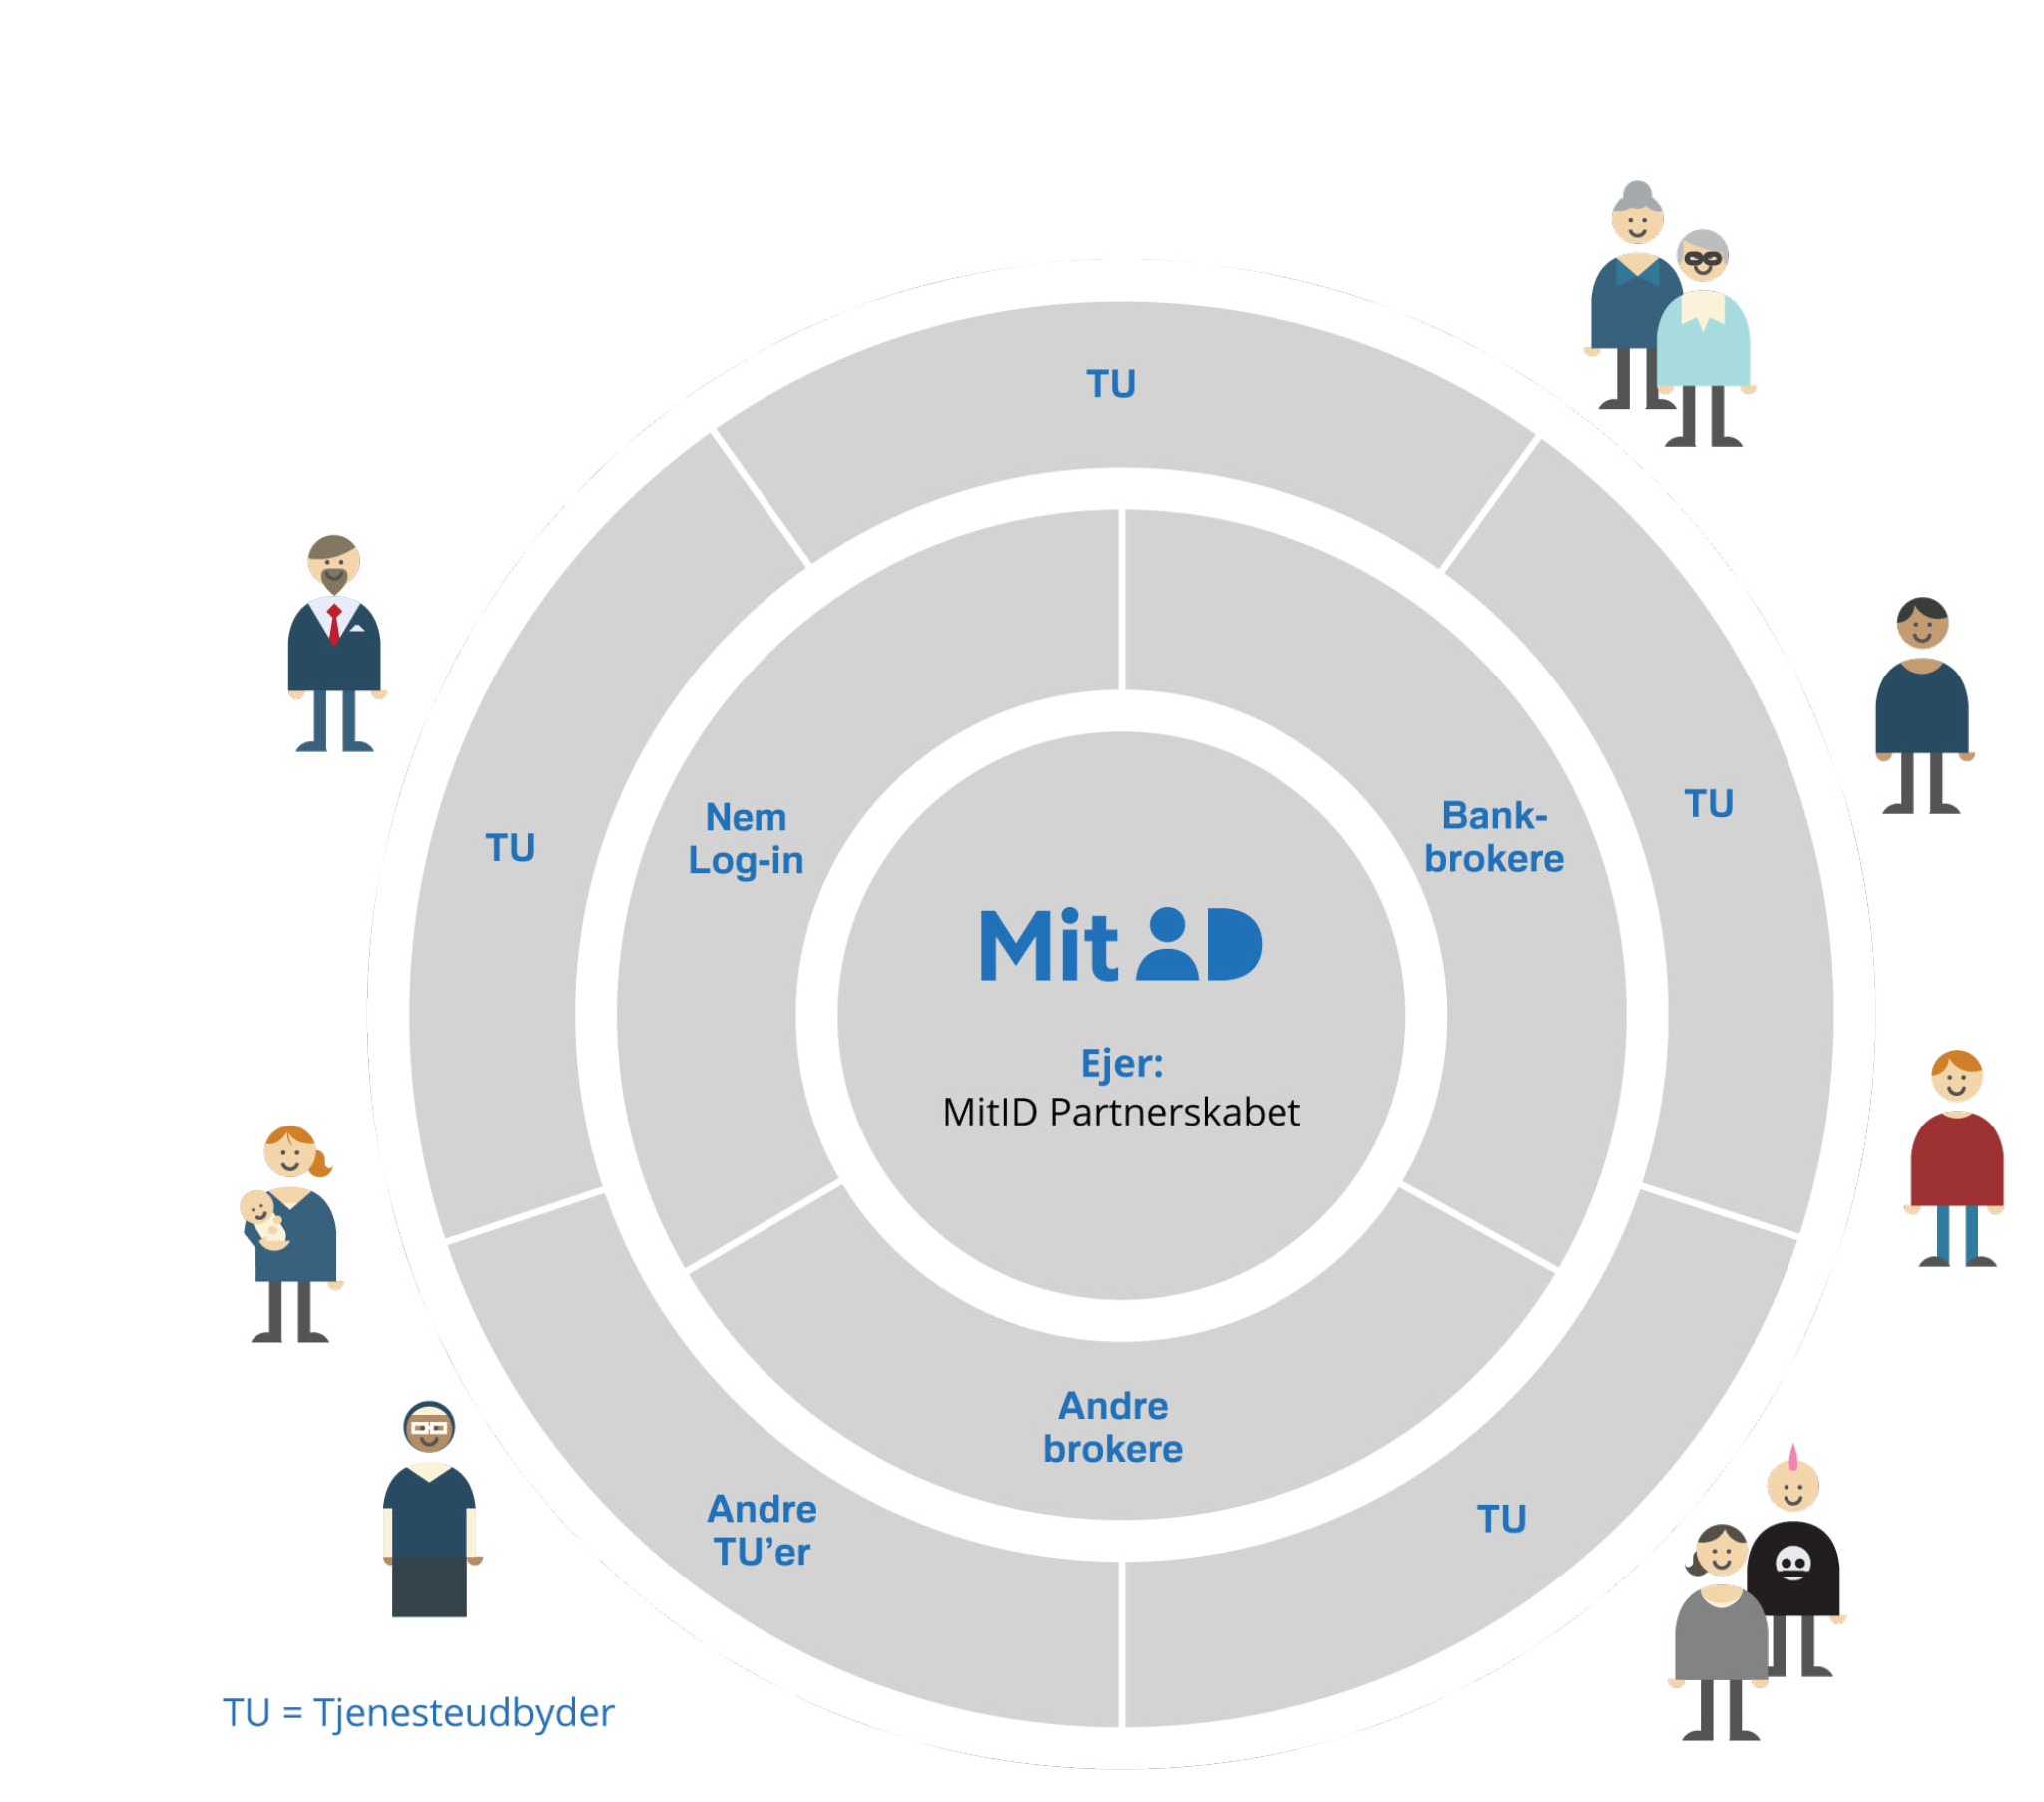 TU
TU
TU
Nem
Log-in
Bank-
brokere
MitID
Ejer:
MitID Partnerskabet
Andre
brokere
Andre
TU’er
TU
TU = Tjenesteudbyder